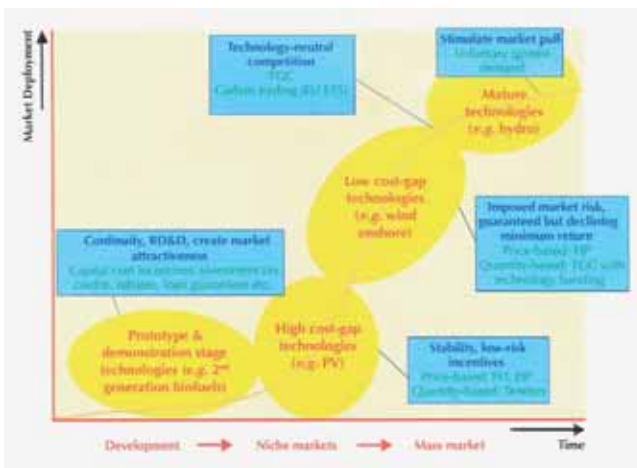 Market Deployment
Technology-neutral
competition
TGC
Carbon trading (EU ETS)
Stimulate market pull
Voluntary (green)
demand
Mature
technologies
(e.g. hydro)
Low cost-gap
technologies
(e.g. wind
onshore)
Imposed market risk,
guaranteed but declining
minimum return
Price-based: FIP
Quantity-based: TGC with
technology banding
Continuity, RD&D, create market
attractiveness
Capital cost incentives: investment tax
credits, rebates, loan guarantees etc.
Prototype &
demonstration stage
technologies (e.g. 2nd
generation biofuels)
High cost-gap
technologies
(e.g. PV)
Stability, low-risk
incentives
Price-based: FIT, FIP
Quantity-based: Tenders
Development
Niche markets
Mass market
Time